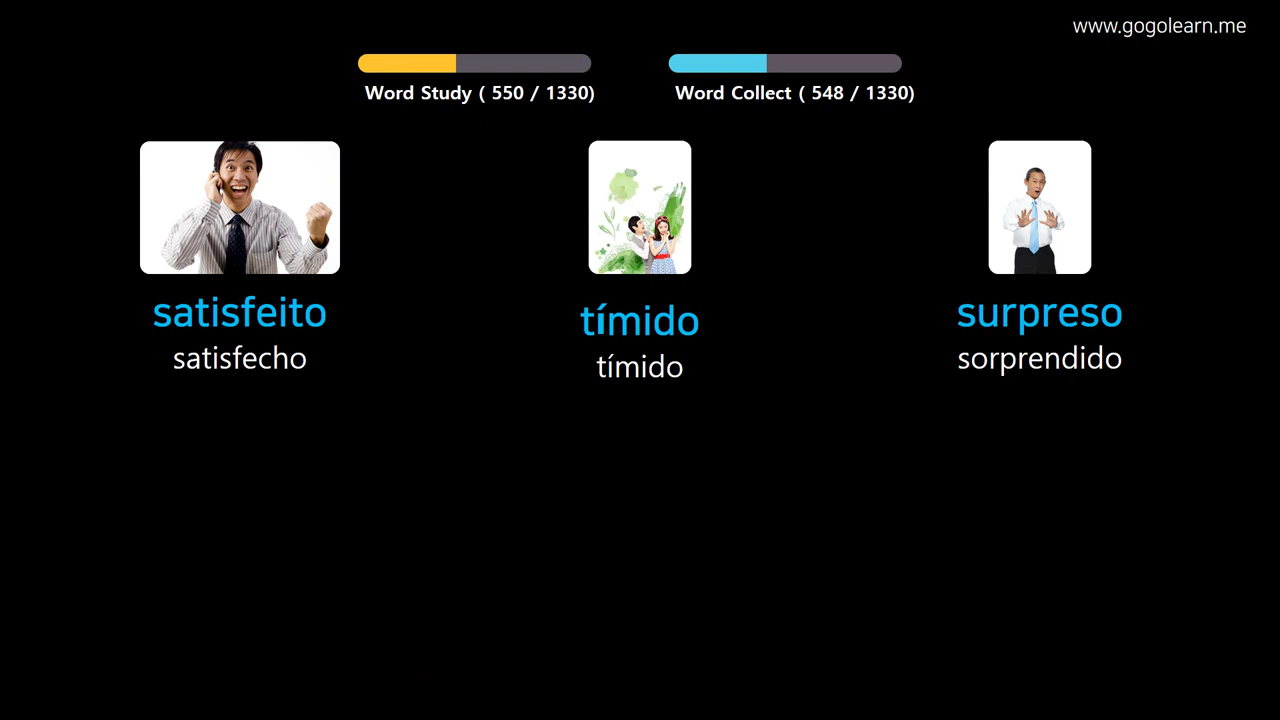 www.gogolearn.me
Word Study ( 550 / 1330)
Word Collect ( 548 / 1330)
satisfeito
satisfecho
tímido
tímido
surpreso
sorprendido